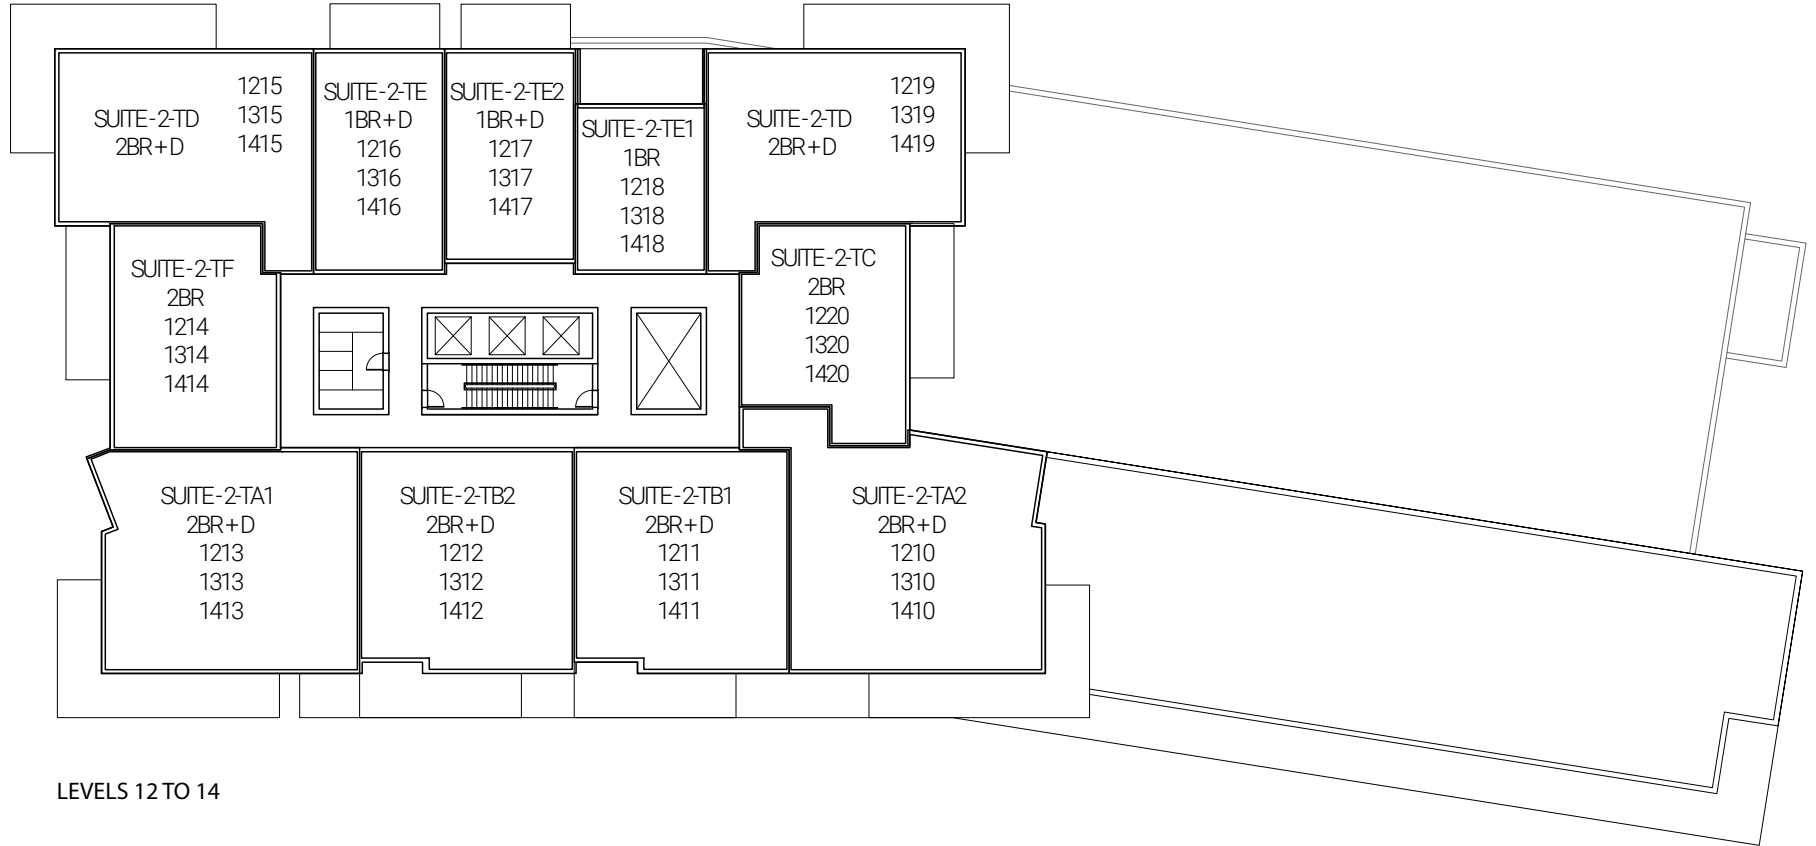 SUITE-2-TD
2BR+D
1215
1315
1415
SUITE-2-TE
1BR+D
1216
1316
1416
SUITE-2-TE2
1BR+D
1217
1317
1417
SUITE-2-TE1
1BR
1218
1318
1418
SUITE-2-TD
2BR+D
1219
1319
1419
SUITE-2-TF
2BR
1214
1314
1414
SUITE-2-TC
2BR
1220
1320
1420
SUITE-2-TA1
2BR+D
1213
1313
1413
SUITE-2-TB2
2BR+D
1212
1312
1412
SUITE-2-TB1
2BR+D
1211
1311
1411
SUITE-2-TA2
2BR+D
1210
1310
1410
LEVELS 12 TO 14